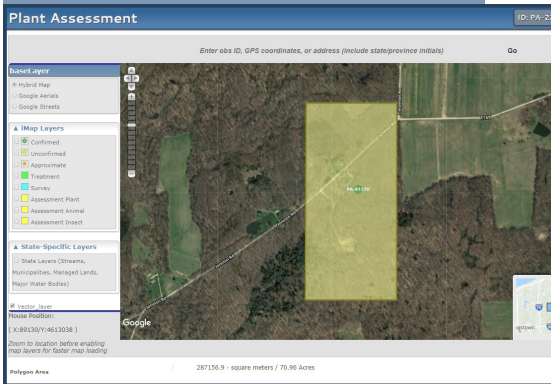 Plant Assessment
ID: PA-2
Enter obs ID, GPS coordinates, or address (include state/province initials)
Go
baseLayer
Hybrid Map
Google Aerials
Google Streets
▲ iMap Layers
Confirmed
Unconfirmed
Approximate
Treatment
Survey
Assessment Plant
Assessment Animal
Assessment Insect
▲ State-Specific Layers
State Layers (Streams,
Municipalities, Managed Lands,
Major Water Bodies)
Vector_layer
House Position:
( X:89130/Y:4613038 )
Zoom to location before enabling
map layers for faster map loading
Google
Polygon Area
287156.9 - square meters / 70.96 Acres